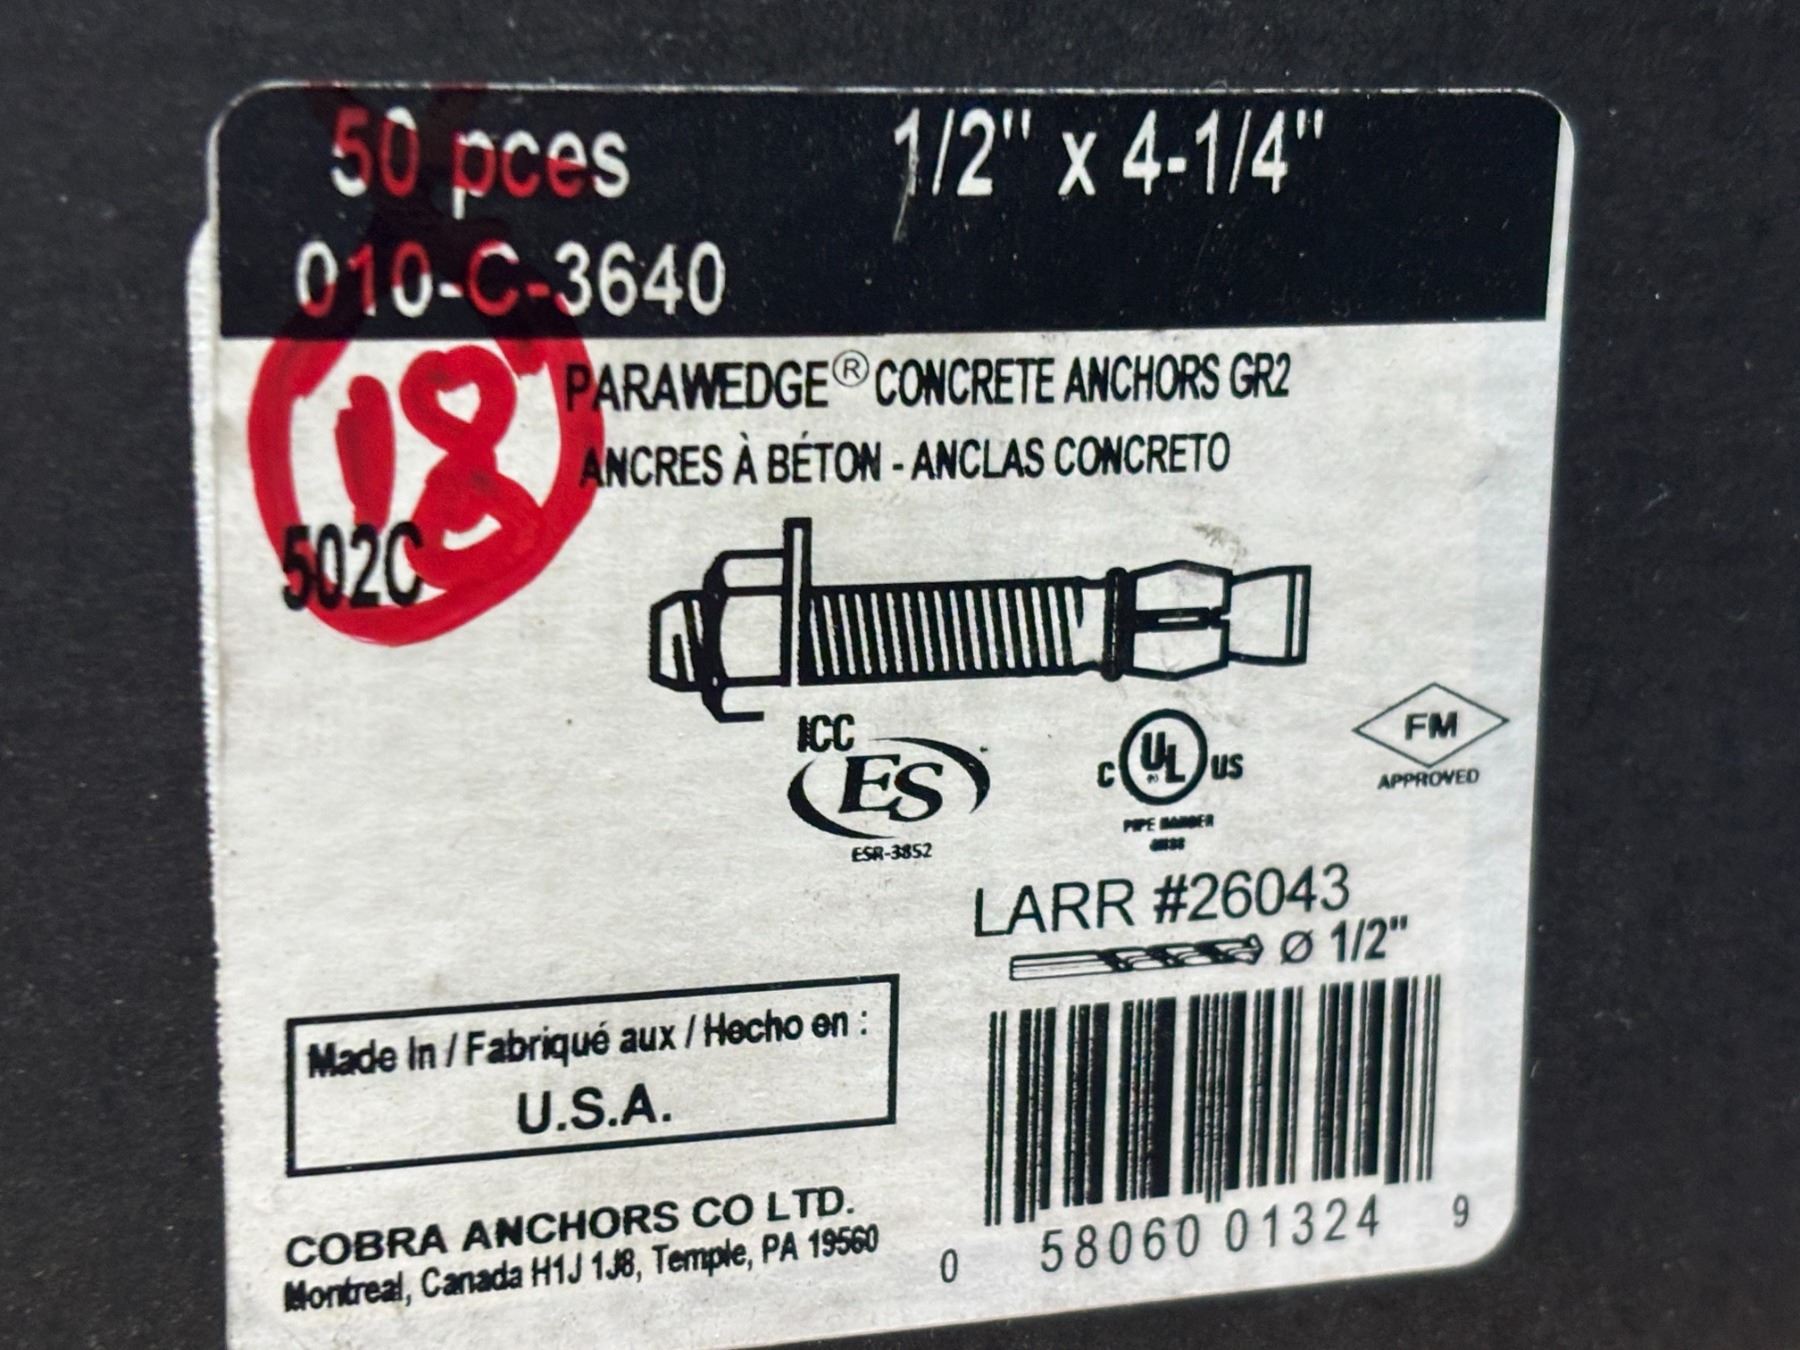 50 pces 1/2" x 4-1/4"
010-C-3640
18
PARAWEDGE® CONCRETE ANCHORS GR2
ANCRES À BÉTON - ANCLAS CONCRETO
502C
ICC
ES
ESR-3852
C UL US
PIPE HANGER
FM
APPROVED
LARR #26043
Ø 1/2"
Made In / Fabriqué aux / Hecho en :
U.S.A.
COBRA ANCHORS CO LTD.
Montreal, Canada H1J 1J8, Temple, PA 19560
0 58060 01324 9